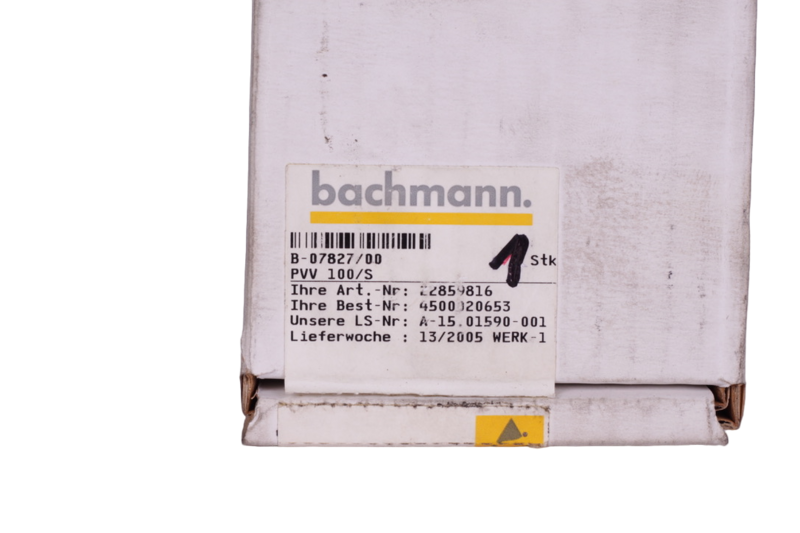 bachmann.
B-07827/00
1 Stk
PVV 100/S
Ihre Art.-Nr: 22859816
Ihre Best-Nr: 4500020653
Unsere LS-Nr: A-15.01590-001
Lieferwoche : 13/2005 WERK-1